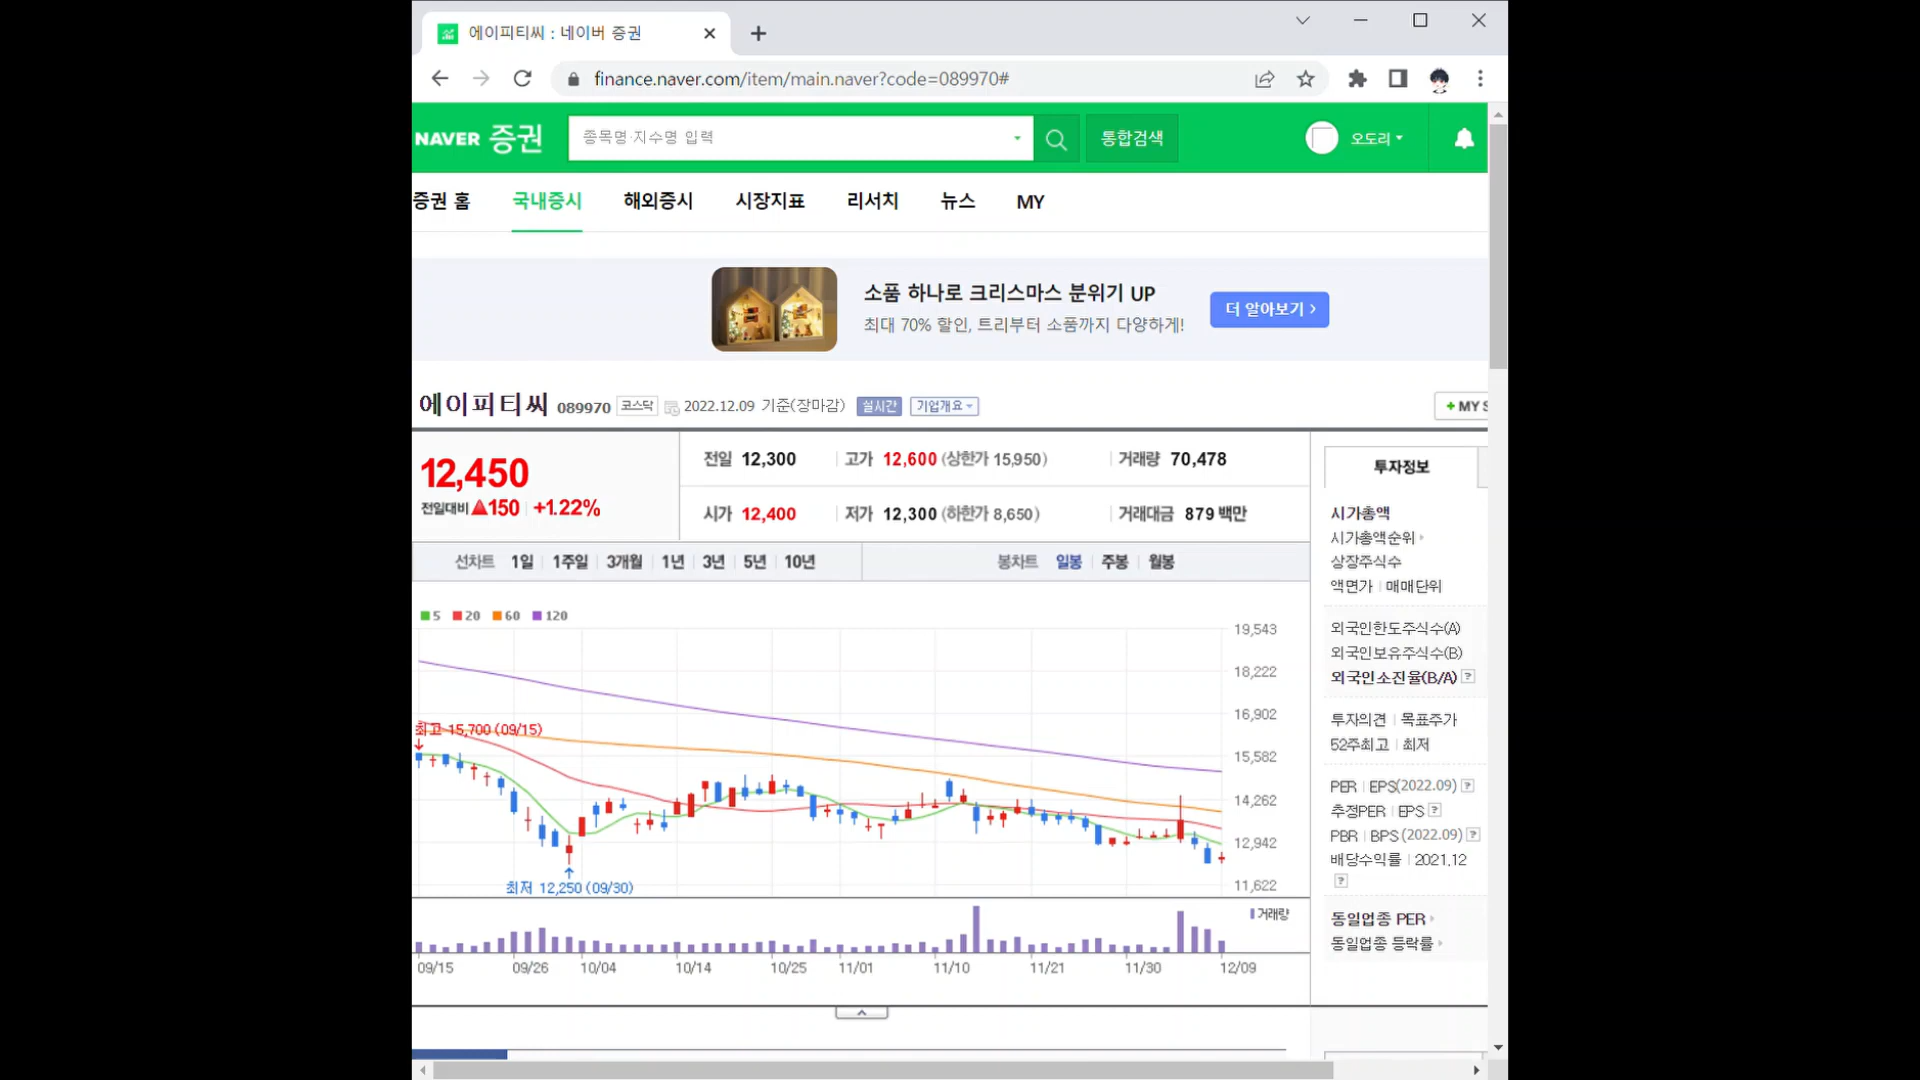 에이피티씨 : 네이버 증권
finance.naver.com/item/main.naver?code=089970#
NAVER 증권
종목명·지수명 입력
통합검색
오도리
증권 홈 국내증시 해외증시 시장지표 리서치 뉴스 MY
소품 하나로 크리스마스 분위기 UP
최대 70% 할인, 트리부터 소품까지 다양하게!
더 알아보기 >
에이피티씨 089970 코스닥 2022.12.09 기준(장마감) 실시간 기업개요
+ MY S
12,450
전일대비 ▲150 +1.22%
전일 12,300 고가 12,600 (상한가 15,950) 거래량 70,478
시가 12,400 저가 12,300 (하한가 8,650) 거래대금 879 백만
선차트 1일 1주일 3개월 1년 3년 5년 10년 봉차트 일봉 주봉 월봉
5 20 60 120
19,543
18,222
16,902
15,582
14,262
12,942
11,622
최고 15,700 (09/15)
최저 12,250 (09/30)
거래량
09/15 09/26 10/04 10/14 10/25 11/01 11/10 11/21 11/30 12/09
투자정보
시가총액
시가총액순위
상장주식수
액면가 | 매매단위
외국인한도주식수(A)
외국인보유주식수(B)
외국인소진율(B/A) ?
투자의견 | 목표주가
52주최고 | 최저
PER | EPS(2022.09) ?
추정PER | EPS ?
PBR | BPS (2022.09) ?
배당수익률 | 2021.12
?
동일업종 PER
동일업종 등락률